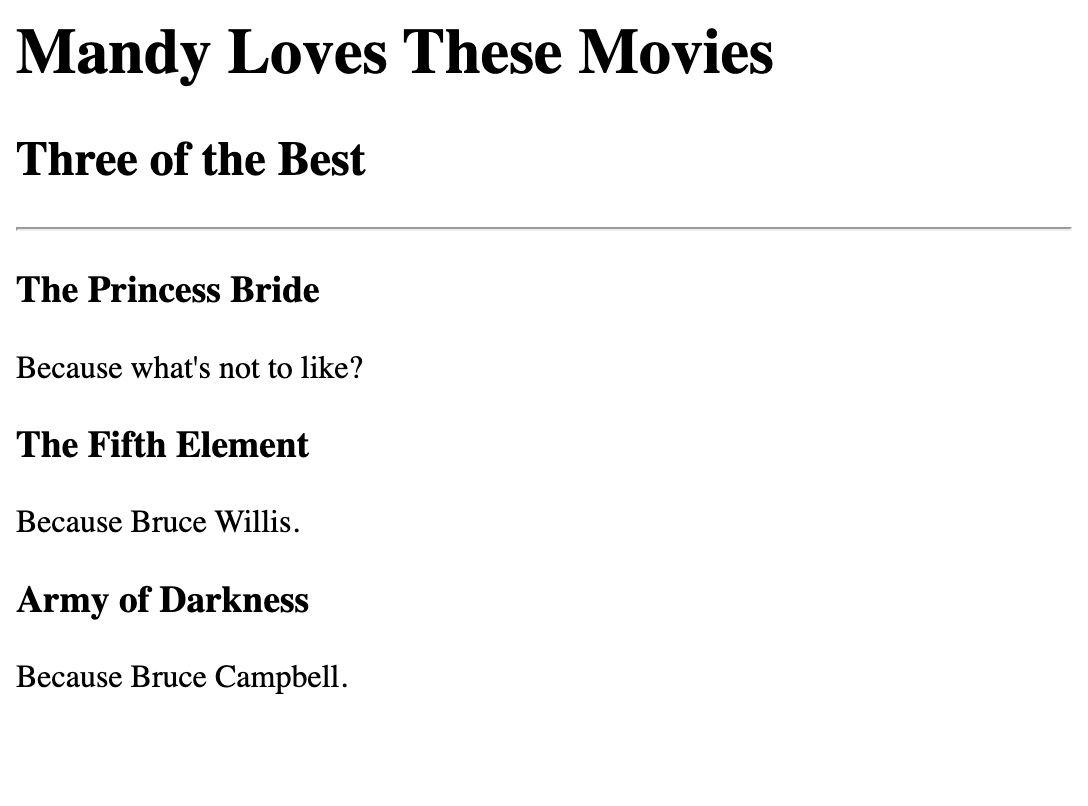 Mandy Loves These Movies
Three of the Best
The Princess Bride
Because what's not to like?
The Fifth Element
Because Bruce Willis.
Army of Darkness
Because Bruce Campbell.